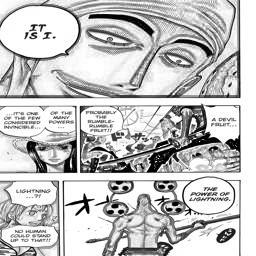 IT
IS I.
A DEVIL
FRUIT...
PROBABLY
THE
RUMBLE-
RUMBLE
FRUIT!!
OF THE
MANY
POWERS
...
...IT'S ONE
OF THE FEW
CONSIDERED
INVINCIBLE...
THE
POWER OF
LIGHTNING.
LIGHTNING
...?!
NO HUMAN
COULD STAND
UP TO THAT!!